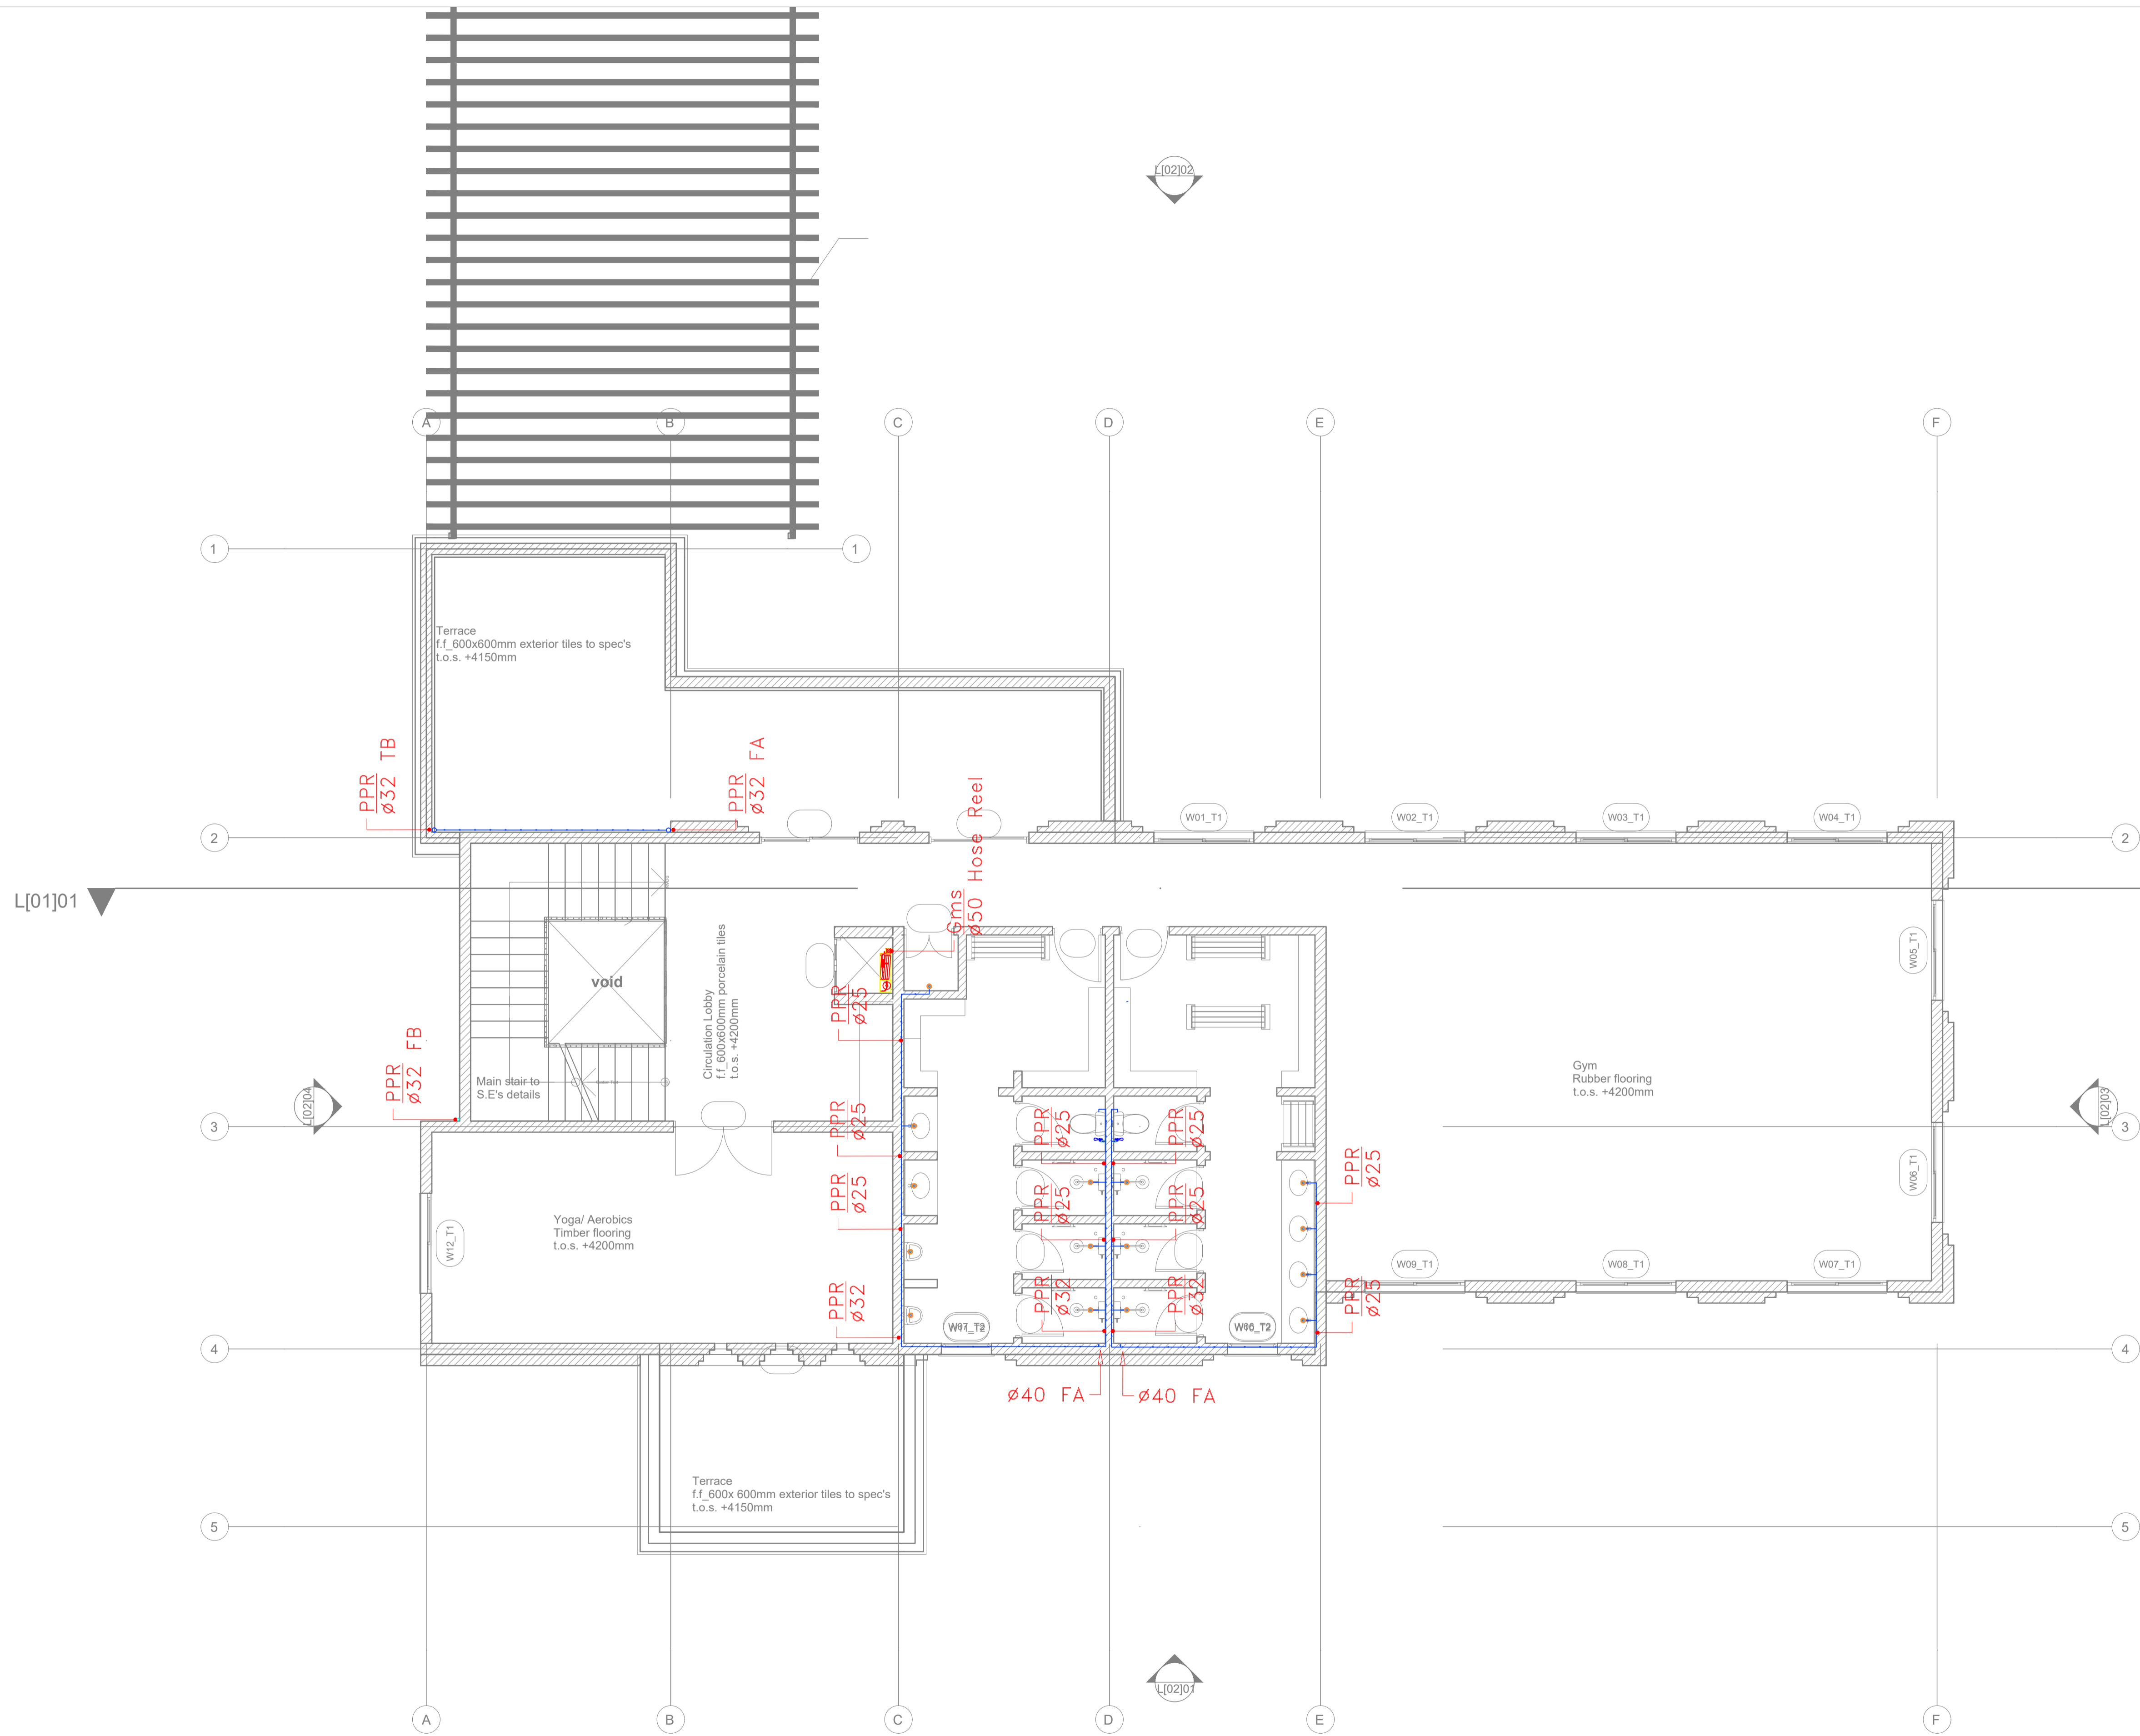 L[02]02
A
B
C
D
E
F
1
1
Terrace
f.f_600x600mm exterior tiles to spec's
t.o.s. +4150mm
PPR
ø32 TB
PPR
ø32 FA
Gms
ø50 Hose Reel
W01_T1
W02_T1
W03_T1
W04_T1
2
2
L[01]01
void
Circulation Lobby
f.f_600x600mm porcelain tiles
t.o.s. +4200mm
PPR
ø25
W05_T1
PPR
ø32 FB
Main stair to
S.E's details
L[02]04
Gym
Rubber flooring
t.o.s. +4200mm
L[02]03
3
3
PPR
ø25
PPR
ø25
PPR
ø25
PPR
ø25
PPR
ø25
PPR
ø25
PPR
ø25
W06_T1
W12_T1
Yoga/ Aerobics
Timber flooring
t.o.s. +4200mm
W09_T1
W08_T1
W07_T1
PPR
ø32
PPR
ø32
PPR
ø32
PPR
ø25
4
4
ø40 FA
ø40 FA
Terrace
f.f_600x 600mm exterior tiles to spec's
t.o.s. +4150mm
5
5
L[02]01
A
B
C
D
E
F